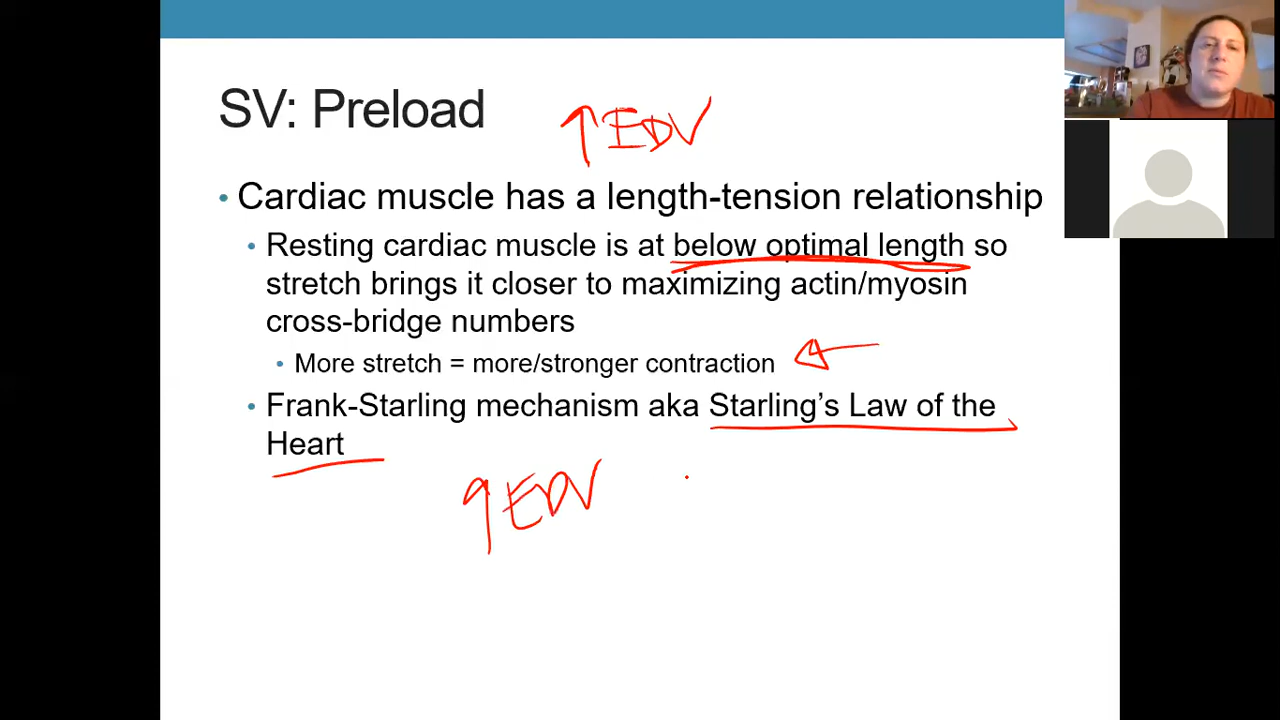 SV: Preload
↑EDV
• Cardiac muscle has a length-tension relationship
• Resting cardiac muscle is at below optimal length so
stretch brings it closer to maximizing actin/myosin
cross-bridge numbers
• More stretch = more/stronger contraction
• Frank-Starling mechanism aka Starling’s Law of the
Heart
↑EDV